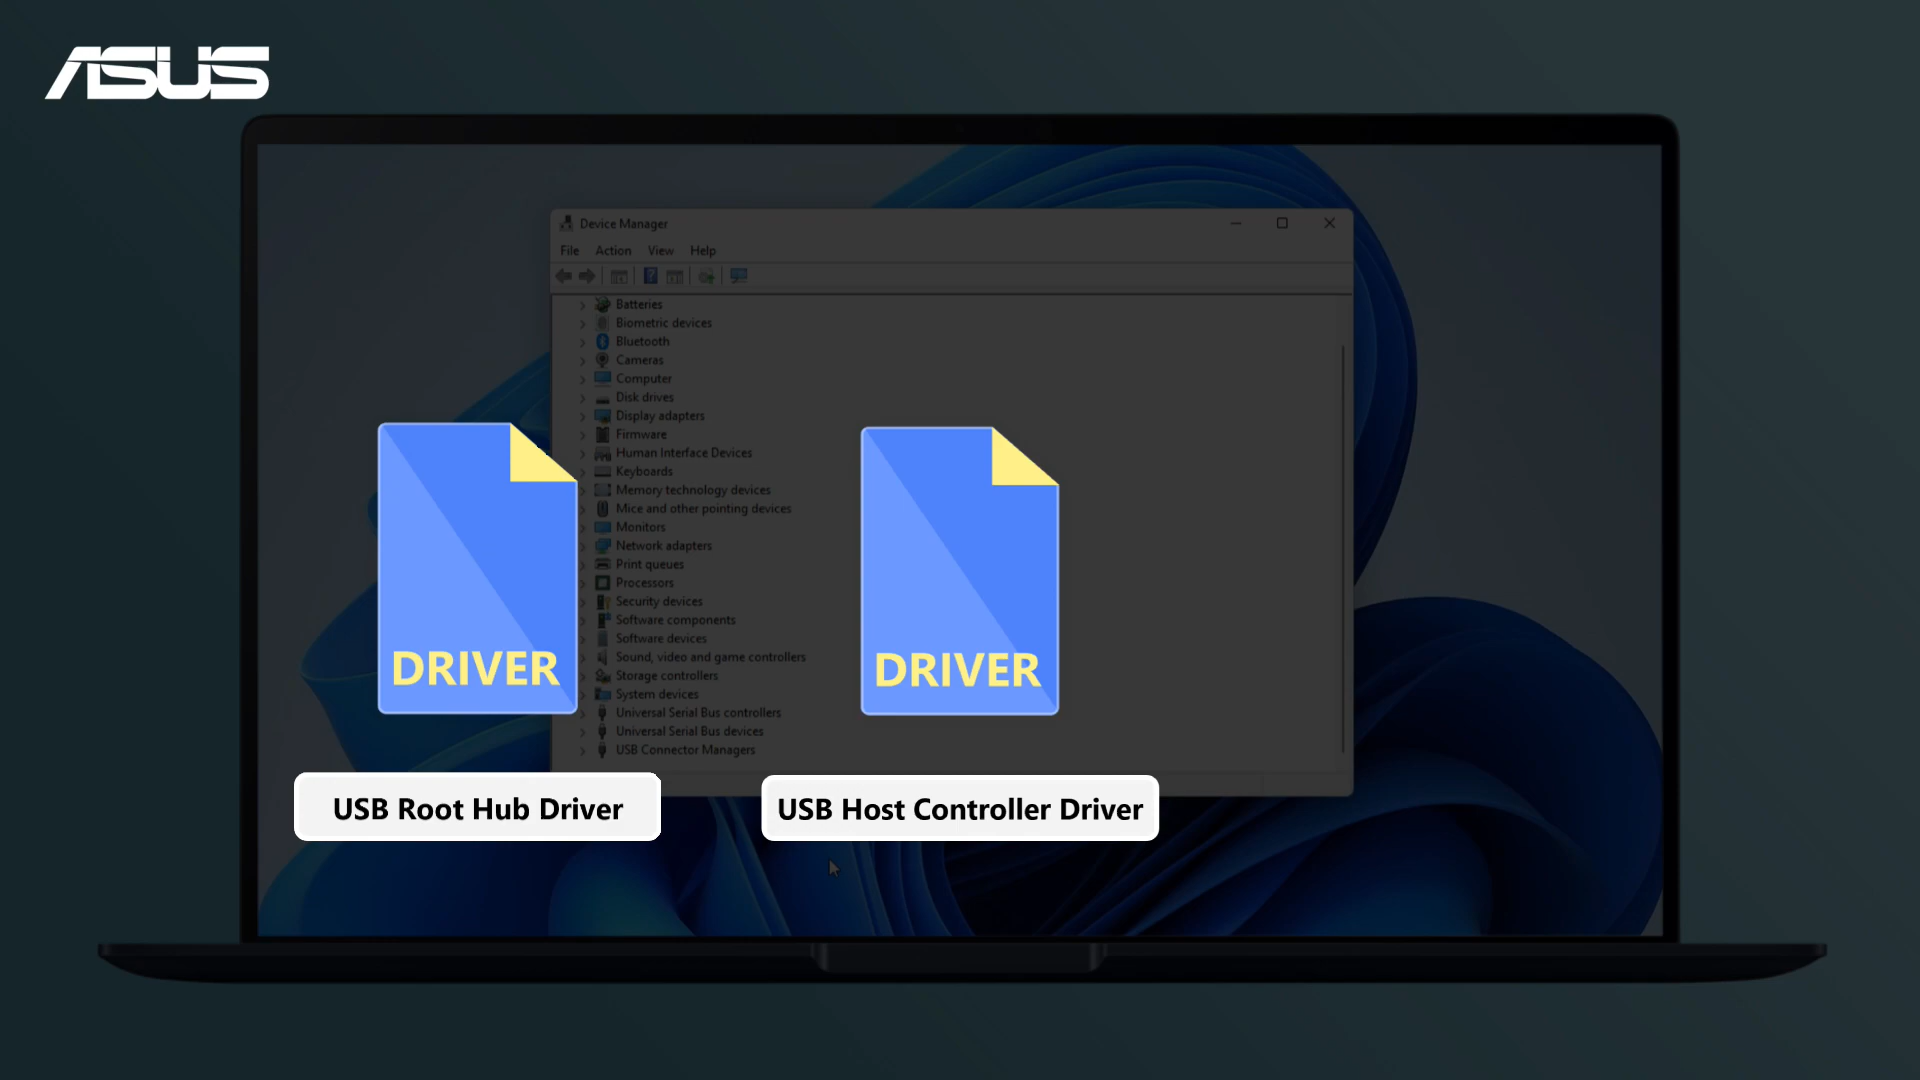 ASUS
Device Manager
File Action View Help
Batteries
Biometric devices
Bluetooth
Cameras
Computer
Disk drives
Display adapters
Firmware
Human Interface Devices
Keyboards
Memory technology devices
Mice and other pointing devices
Monitors
Network adapters
Print queues
Processors
Security devices
Software components
Software devices
Sound, video and game controllers
Storage controllers
System devices
Universal Serial Bus controllers
Universal Serial Bus devices
USB Connector Managers
DRIVER
DRIVER
USB Root Hub Driver
USB Host Controller Driver